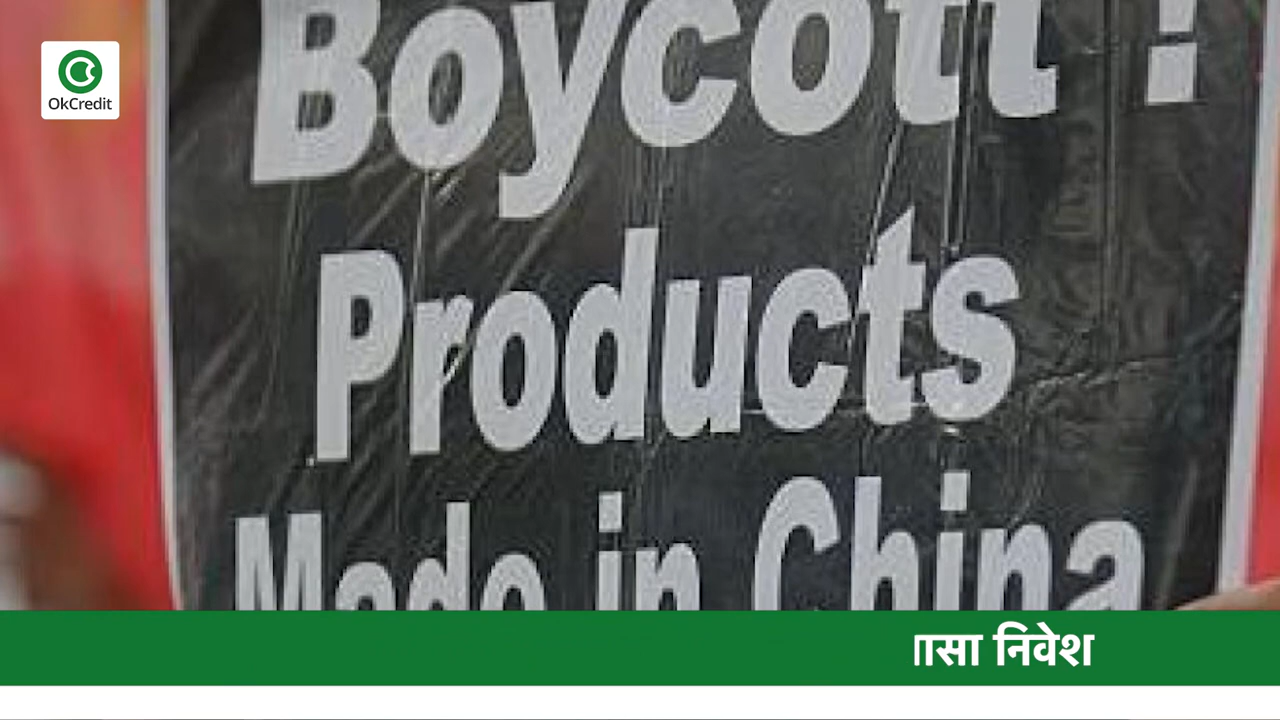 OkCredit
Boycott !
Products
Made in China
निवेश